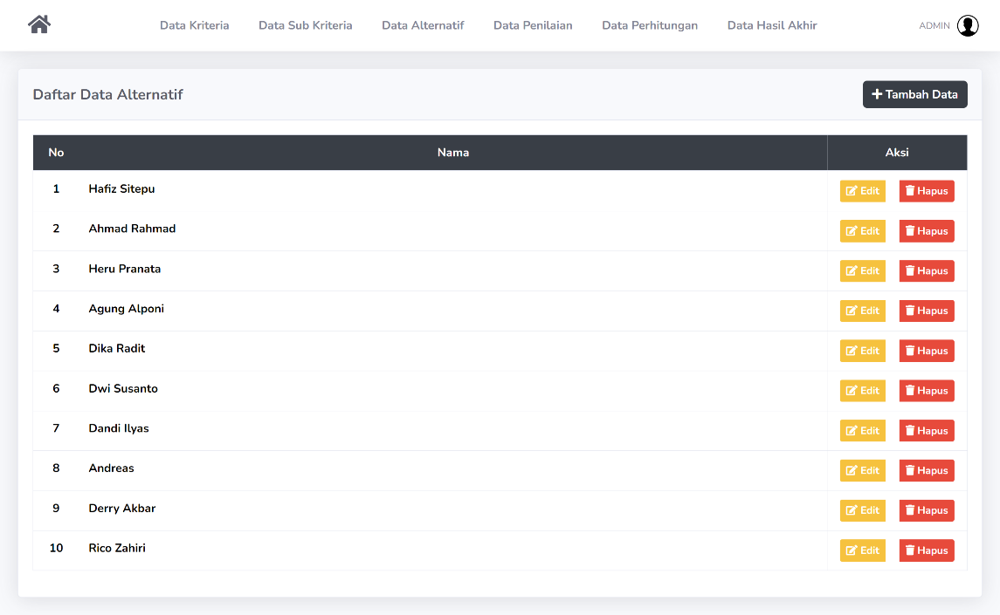 Data Kriteria Data Sub Kriteria Data Alternatif Data Penilaian Data Perhitungan Data Hasil Akhir ADMIN
Daftar Data Alternatif Tambah Data
No Nama Aksi
1 Hafiz Sitepu Edit Hapus
2 Ahmad Rahmad Edit Hapus
3 Heru Pranata Edit Hapus
4 Agung Alponi Edit Hapus
5 Dika Radit Edit Hapus
6 Dwi Susanto Edit Hapus
7 Dandi Ilyas Edit Hapus
8 Andreas Edit Hapus
9 Derry Akbar Edit Hapus
10 Rico Zahiri Edit Hapus